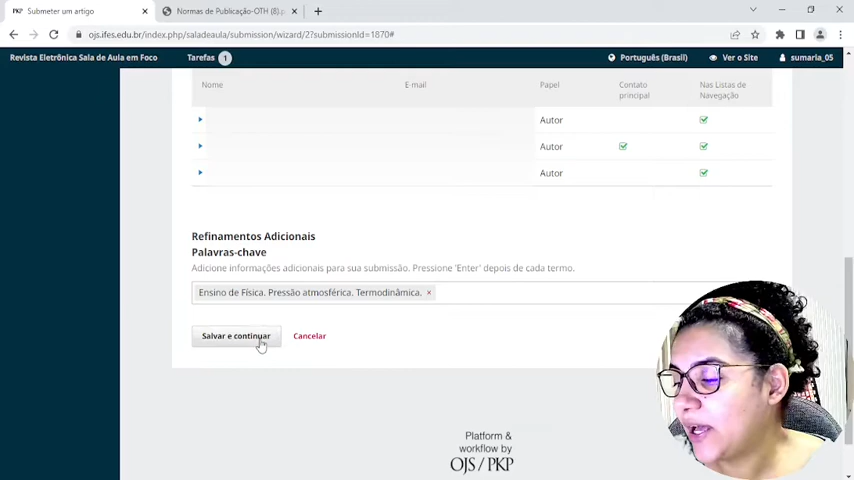 Submeter um artigo
Normas de Publicação-OTH (8).p
ojs.ifes.edu.br/index.php/saladeaula/submission/wizard/2?submissionId=1870#
Revista Eletrônica Sala de Aula em Foco
Tarefas 1
Português (Brasil)
Ver o Site
sumaria_05
Nome
E-mail
Papel
Contato principal
Nas Listas de Navegação
Autor
Autor
Autor
Refinamentos Adicionais
Palavras-chave
Adicione informações adicionais para sua submissão. Pressione 'Enter' depois de cada termo.
Ensino de Física. Pressão atmosférica. Termodinâmica. ×
Salvar e continuar
Cancelar
Platform &
workflow by
OJS / PKP